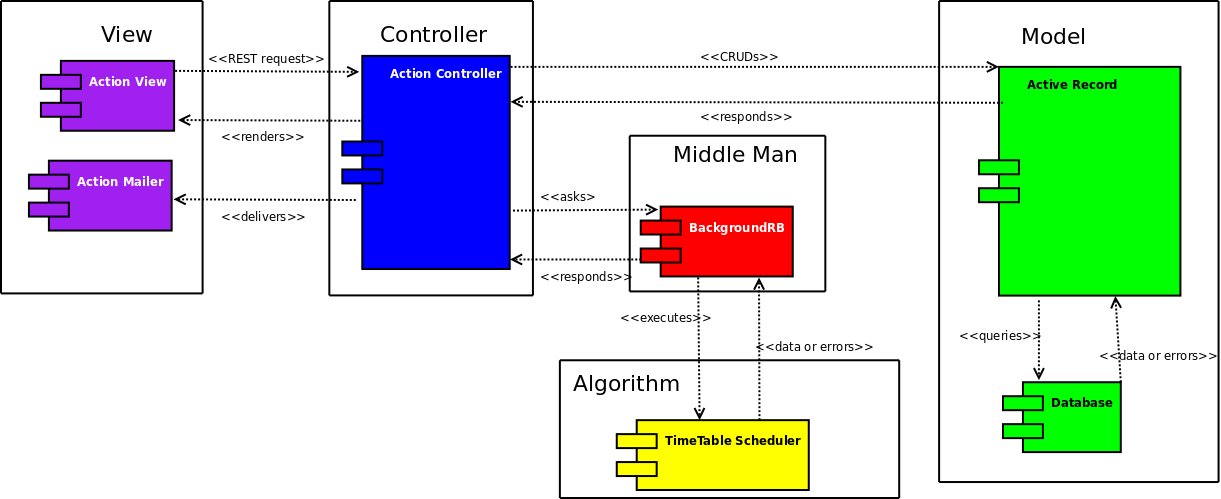 View
Controller
Model
<<REST request>>
<<CRUDs>>
Action View
Action Controller
Active Record
<<renders>>
<<responds>>
Middle Man
Action Mailer
<<asks>
<<delivers>>
BackgroundRB
<<responds>>
<<executes>>
<<queries>>
<<data or errors>>
<<data or errors>>
Algorithm
Database
TimeTable Scheduler